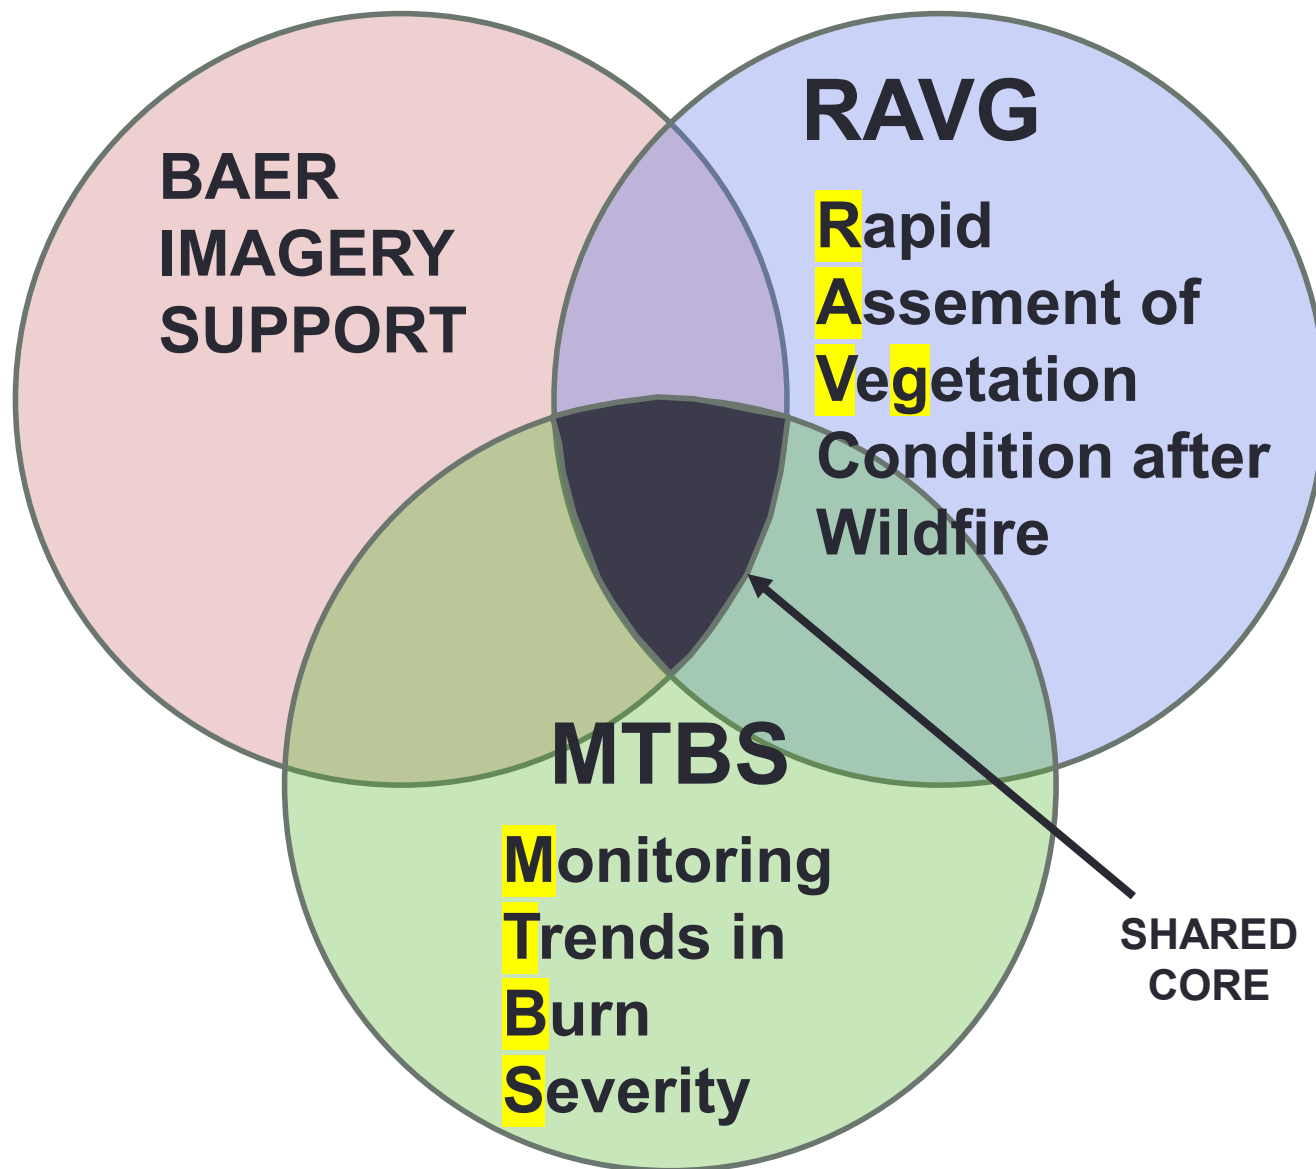 BAER
IMAGERY
SUPPORT
RAVG
Rapid
Assement of
Vegetation
Condition after
Wildfire
MTBS
Monitoring
Trends in
Burn
Severity
SHARED
CORE